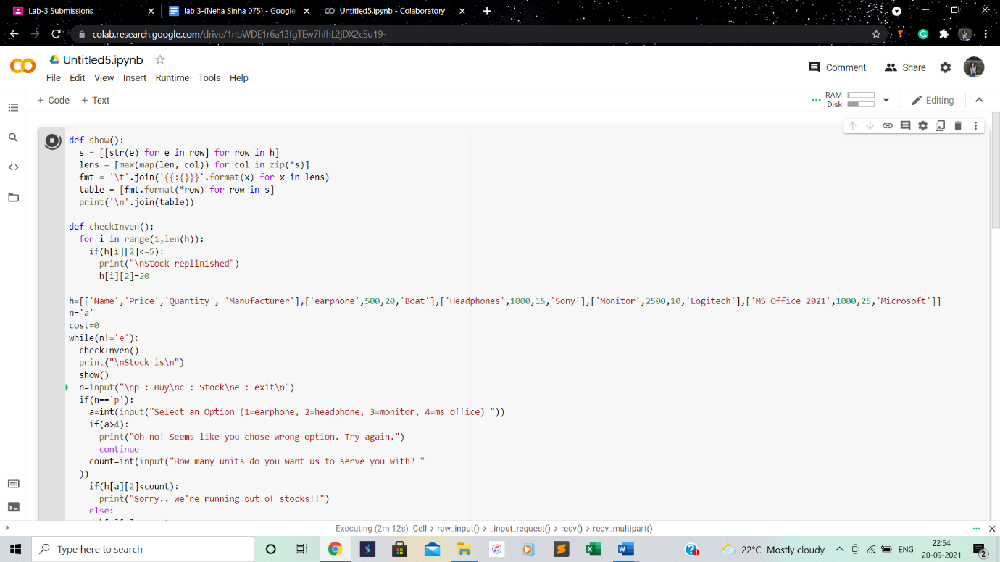 Lab-3 Submissions
lab 3-(Neha Sinha 075) - Google
Untitled5.ipynb - Colaboratory
colab.research.google.com/drive/1nbWDE1r6a13fgTEw7hIhL2jDX2cSu19-
Untitled5.ipynb
File Edit View Insert Runtime Tools Help
Comment
Share
+ Code + Text
RAM
Disk
Editing
def show():
  s = [[str(e) for e in row] for row in h]
  lens = [max(map(len, col)) for col in zip(*s)]
  fmt = '\t'.join('{{:{}}}'.format(x) for x in lens)
  table = [fmt.format(*row) for row in s]
  print('\n'.join(table))
def checkInven():
  for i in range(1,len(h)):
    if(h[i][2]<=5):
      print("\nStock replinished")
      h[i][2]=20
h=[['Name','Price','Quantity', 'Manufacturer'],['earphone',500,20,'Boat'],['Headphones',1000,15,'Sony'],['Monitor',2500,10,'Logitech'],['MS Office 2021',1000,25,'Microsoft']]
n='a'
cost=0
while(n!='e'):
  checkInven()
  print("\nStock is\n")
  show()
  n=input("\np : Buy\nc : Stock\ne : exit\n")
  if(n=='p'):
    a=int(input("Select an Option (1=earphone, 2=headphone, 3=monitor, 4=ms office) "))
    if(a>4):
      print("Oh no! Seems like you chose wrong option. Try again.")
      continue
    count=int(input("How many units do you want us to serve you with? "
  ))
    if(h[a][2]<count):
      print("Sorry.. we're running out of stocks!!")
    else:
Executing (2m 12s) Cell > raw_input() > _input_request() > recv() > recv_multipart()
Type here to search
22°C Mostly cloudy
ENG
22:54
20-09-2021
2